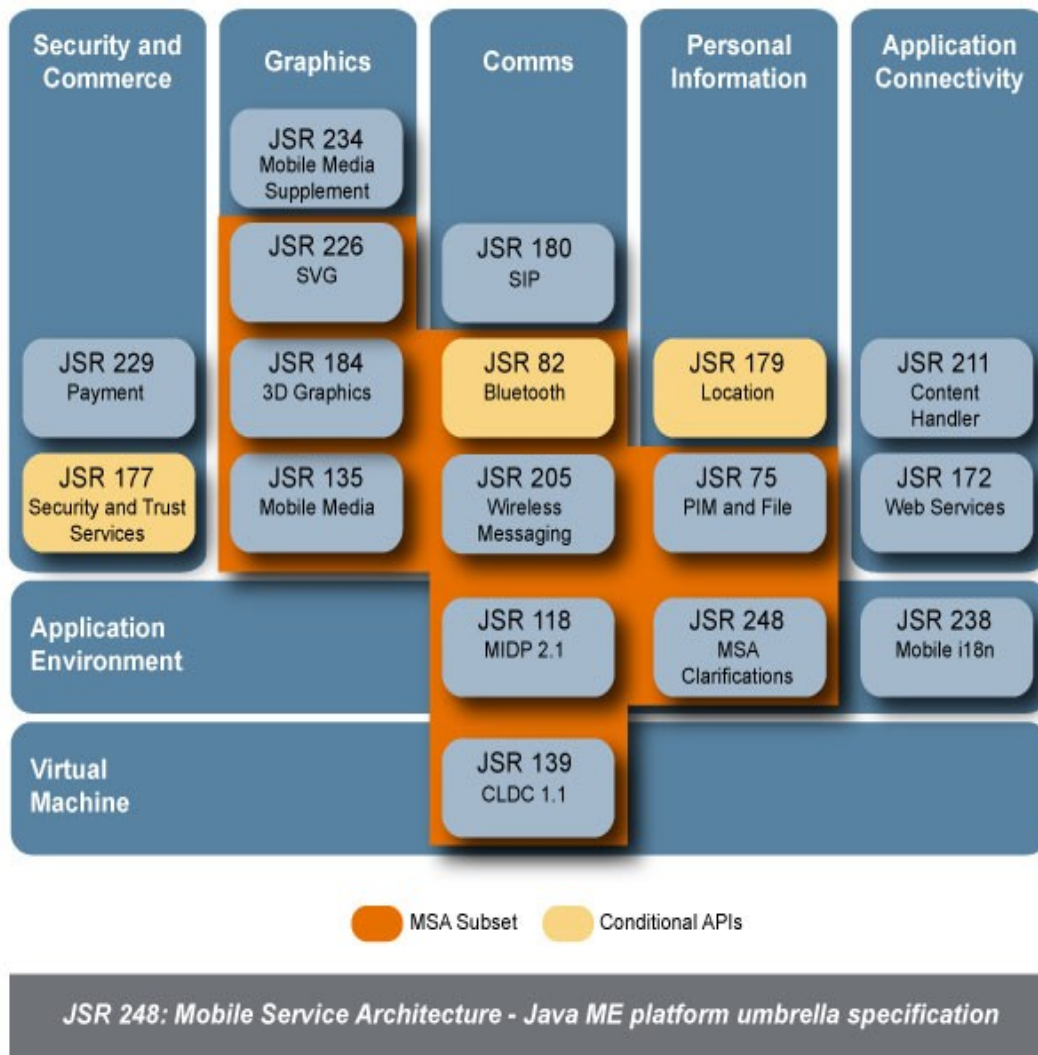 Security and
Commerce
Graphics
Comms
Personal
Information
Application
Connectivity
JSR 234
Mobile Media
Supplement
JSR 226
SVG
JSR 180
SIP
JSR 229
Payment
JSR 184
3D Graphics
JSR 82
Bluetooth
JSR 179
Location
JSR 211
Content
Handler
JSR 177
Security and Trust
Services
JSR 135
Mobile Media
JSR 205
Wireless
Messaging
JSR 75
PIM and File
JSR 172
Web Services
Application
Environment
JSR 118
MIDP 2.1
JSR 248
MSA
Clarifications
JSR 238
Mobile i18n
Virtual
Machine
JSR 139
CLDC 1.1
MSA Subset
Conditional APIs
JSR 248: Mobile Service Architecture - Java ME platform umbrella specification